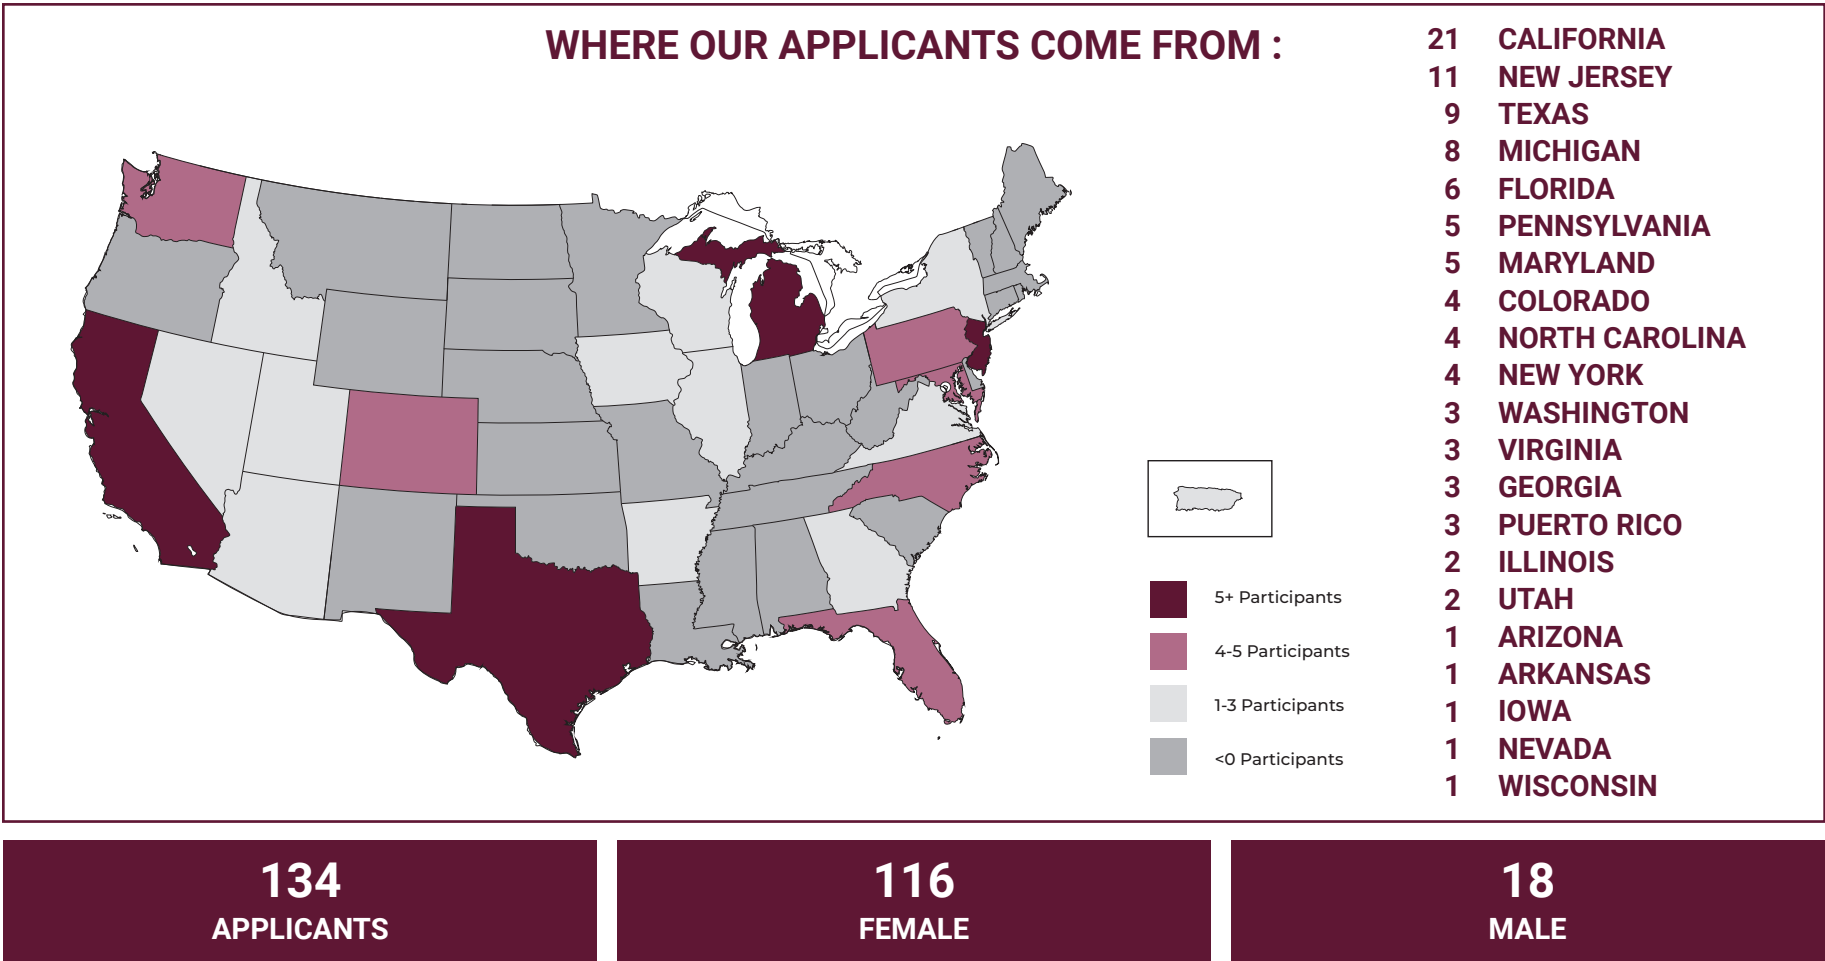 WHERE OUR APPLICANTS COME FROM :
21 CALIFORNIA
11 NEW JERSEY
9 TEXAS
8 MICHIGAN
6 FLORIDA
5 PENNSYLVANIA
5 MARYLAND
4 COLORADO
4 NORTH CAROLINA
4 NEW YORK
3 WASHINGTON
3 VIRGINIA
3 GEORGIA
3 PUERTO RICO
2 ILLINOIS
2 UTAH
1 ARIZONA
1 ARKANSAS
1 IOWA
1 NEVADA
1 WISCONSIN
5+ Participants
4-5 Participants
1-3 Participants
<0 Participants
134
APPLICANTS
116
FEMALE
18
MALE